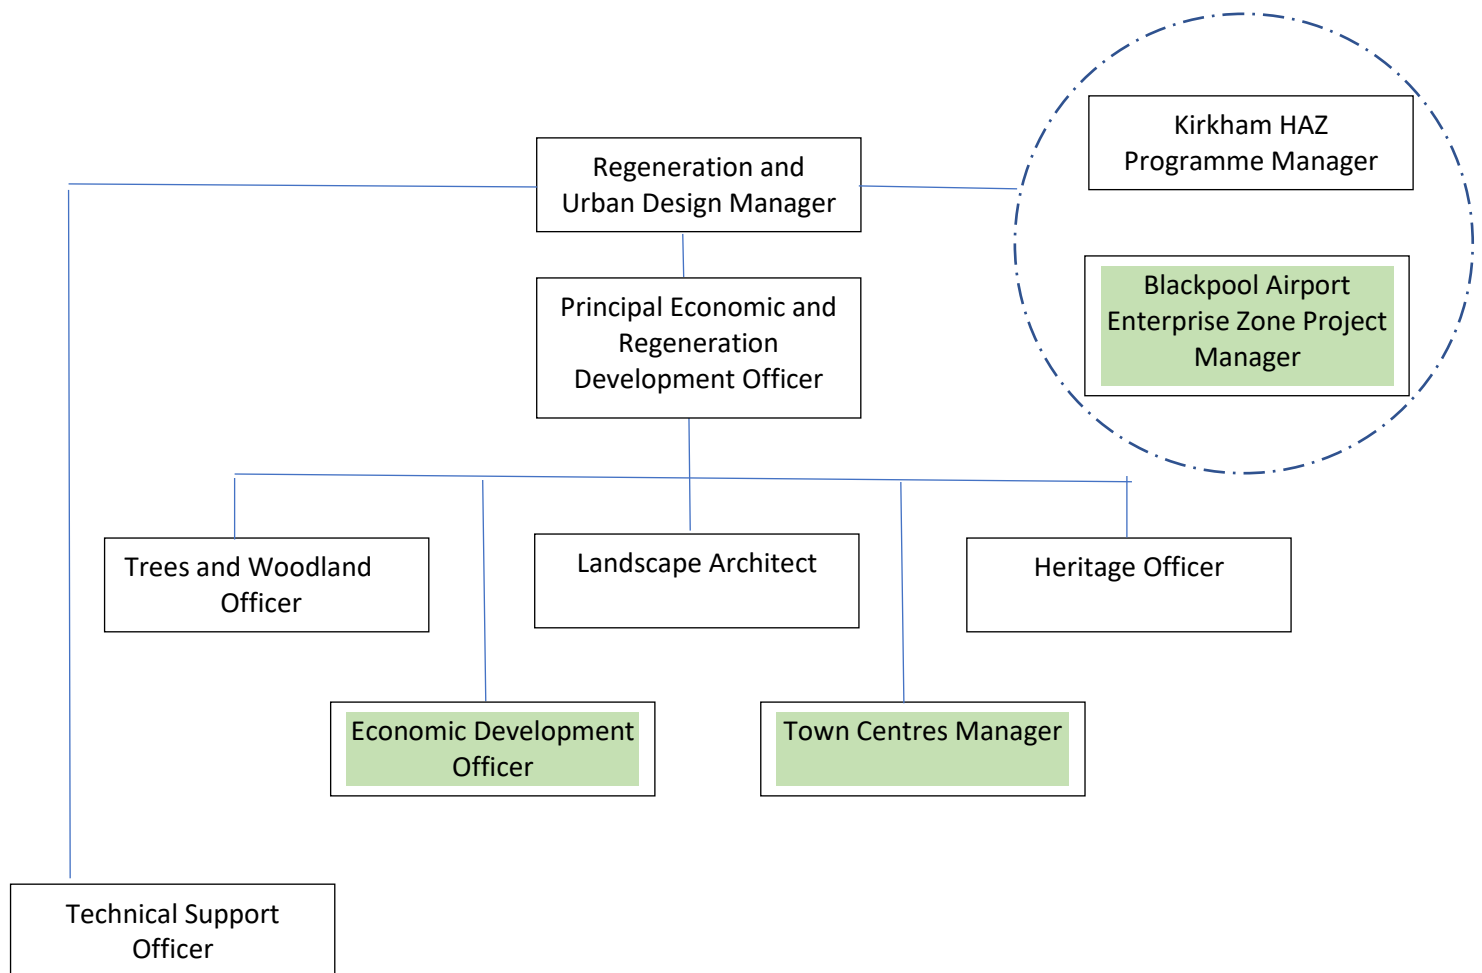 Kirkham HAZ
Programme Manager
Regeneration and
Urban Design Manager
Blackpool Airport
Enterprise Zone Project
Manager
Principal Economic and
Regeneration
Development Officer
Trees and Woodland
Officer
Landscape Architect
Heritage Officer
Economic Development
Officer
Town Centres Manager
Technical Support
Officer